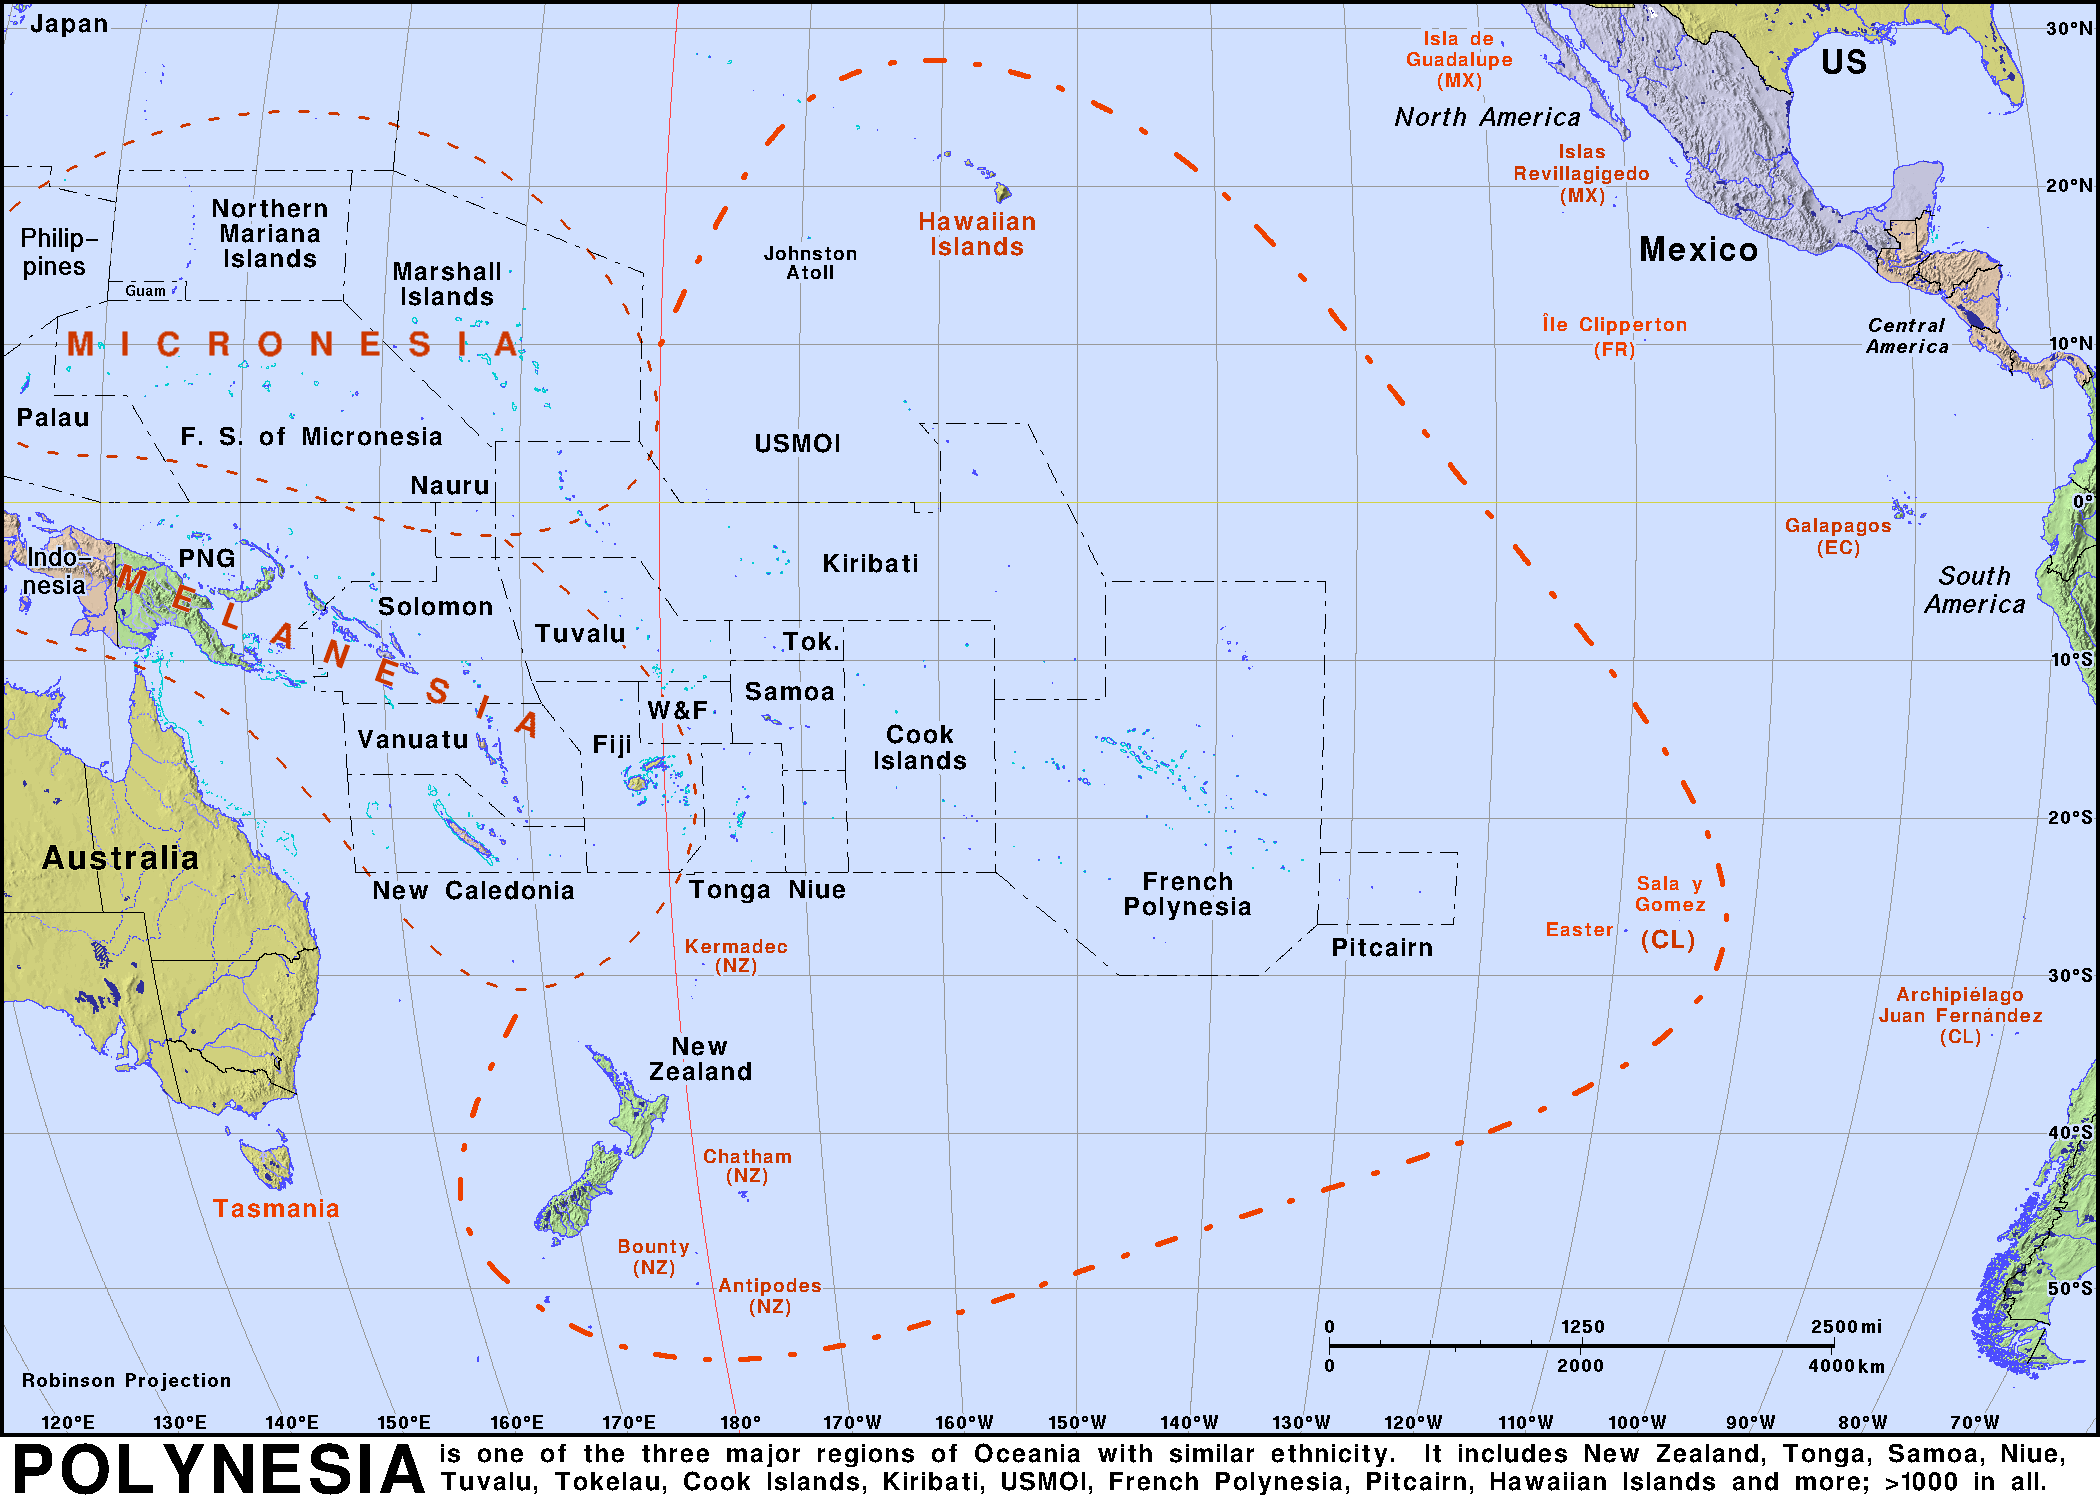 Japan
30°N
Isla de
Guadalupe
(MX)
US
North America
Islas
Revillagigedo
(MX)
20°N
Northern
Mariana
Islands
Philip-
pines
Hawaiian
Islands
Mexico
Johnston
Atoll
Marshall
Islands
Guam
Île Clipperton
(FR)
Central
America
10°N
MICRONESIA
Palau
F. S. of Micronesia
USMOI
Nauru
0°
Galapagos
(EC)
Indo-
nesia
PNG
Kiribati
South
America
MELANESIA
Solomon
Tuvalu
Tok.
10°S
Samoa
W&F
Vanuatu
Fiji
Cook
Islands
20°S
Australia
New Caledonia
Tonga
Niue
French
Polynesia
Sala y
Gomez
(CL)
Easter
Pitcairn
Kermadec
(NZ)
30°S
Archipiélago
Juan Fernández
(CL)
New
Zealand
40°S
Chatham
(NZ)
Tasmania
Bounty
(NZ)
Antipodes
(NZ)
50°S
0 1250 2500 mi
0 2000 4000 km
Robinson Projection
120°E 130°E 140°E 150°E 160°E 170°E 180° 170°W 160°W 150°W 140°W 130°W 120°W 110°W 100°W 90°W 80°W 70°W
POLYNESIA is one of the three major regions of Oceania with similar ethnicity. It includes New Zealand, Tonga, Samoa, Niue,
Tuvalu, Tokelau, Cook Islands, Kiribati, USMOI, French Polynesia, Pitcairn, Hawaiian Islands and more; >1000 in all.